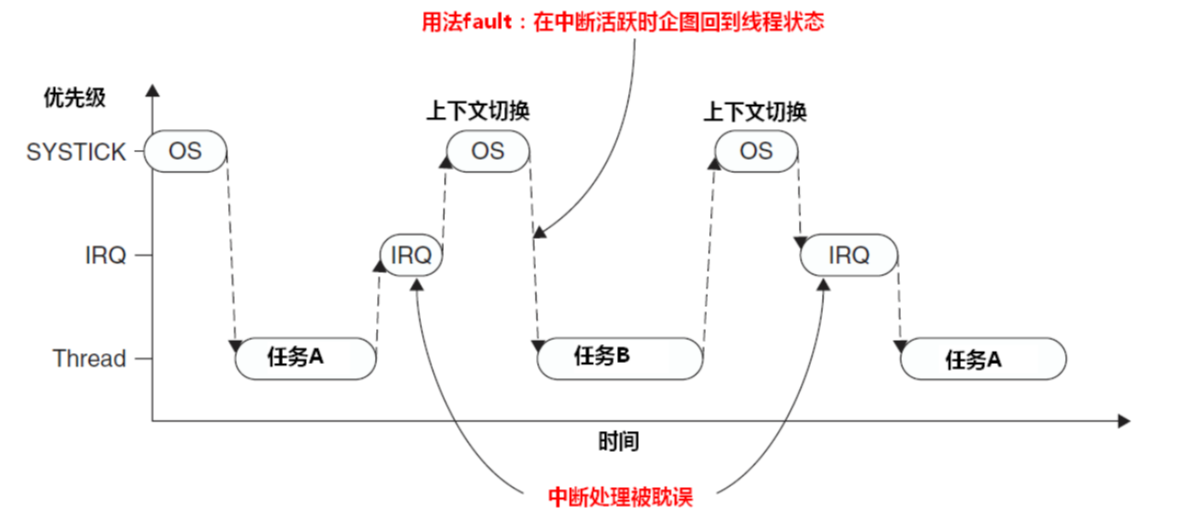 用法fault：在中断活跃时企图回到线程状态
优先级
上下文切换
上下文切换
SYSTICK
OS
OS
OS
IRQ
IRQ
IRQ
Thread
任务A
任务B
任务A
时间
中断处理被耽误